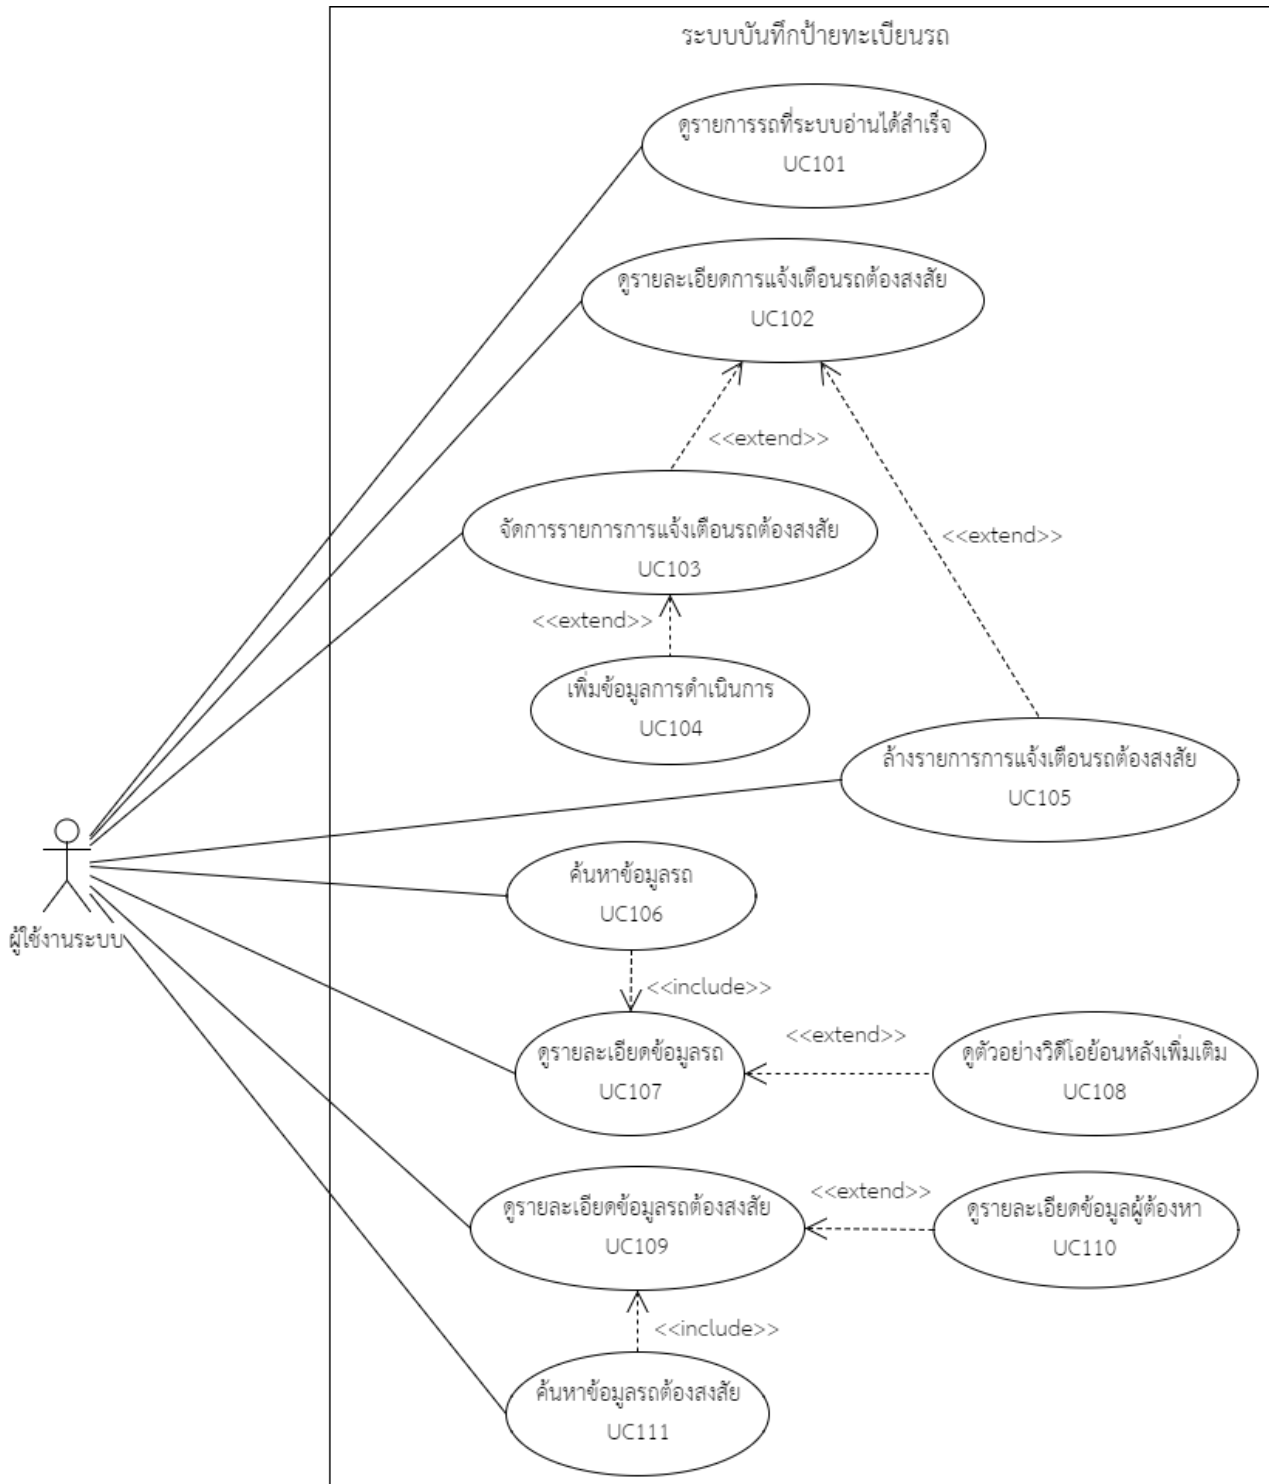 ระบบบันทึกป้ายทะเบียนรถ
ดูรายการรถที่ระบบอ่านได้สำเร็จ
UC101
ดูรายละเอียดการแจ้งเตือนรถต้องสงสัย
UC102
<<extend>>
จัดการรายการการแจ้งเตือนรถต้องสงสัย
UC103
<<extend>>
<<extend>>
เพิ่มข้อมูลการดำเนินการ
UC104
ล้างรายการการแจ้งเตือนรถต้องสงสัย
UC105
ค้นหาข้อมูลรถ
UC106
ผู้ใช้งานระบบ
<<include>>
ดูรายละเอียดข้อมูลรถ
UC107
<<extend>>
ดูตัวอย่างวิดีโอย้อนหลังเพิ่มเติม
UC108
ดูรายละเอียดข้อมูลรถต้องสงสัย
UC109
<<extend>>
ดูรายละเอียดข้อมูลผู้ต้องหา
UC110
<<include>>
ค้นหาข้อมูลรถต้องสงสัย
UC111